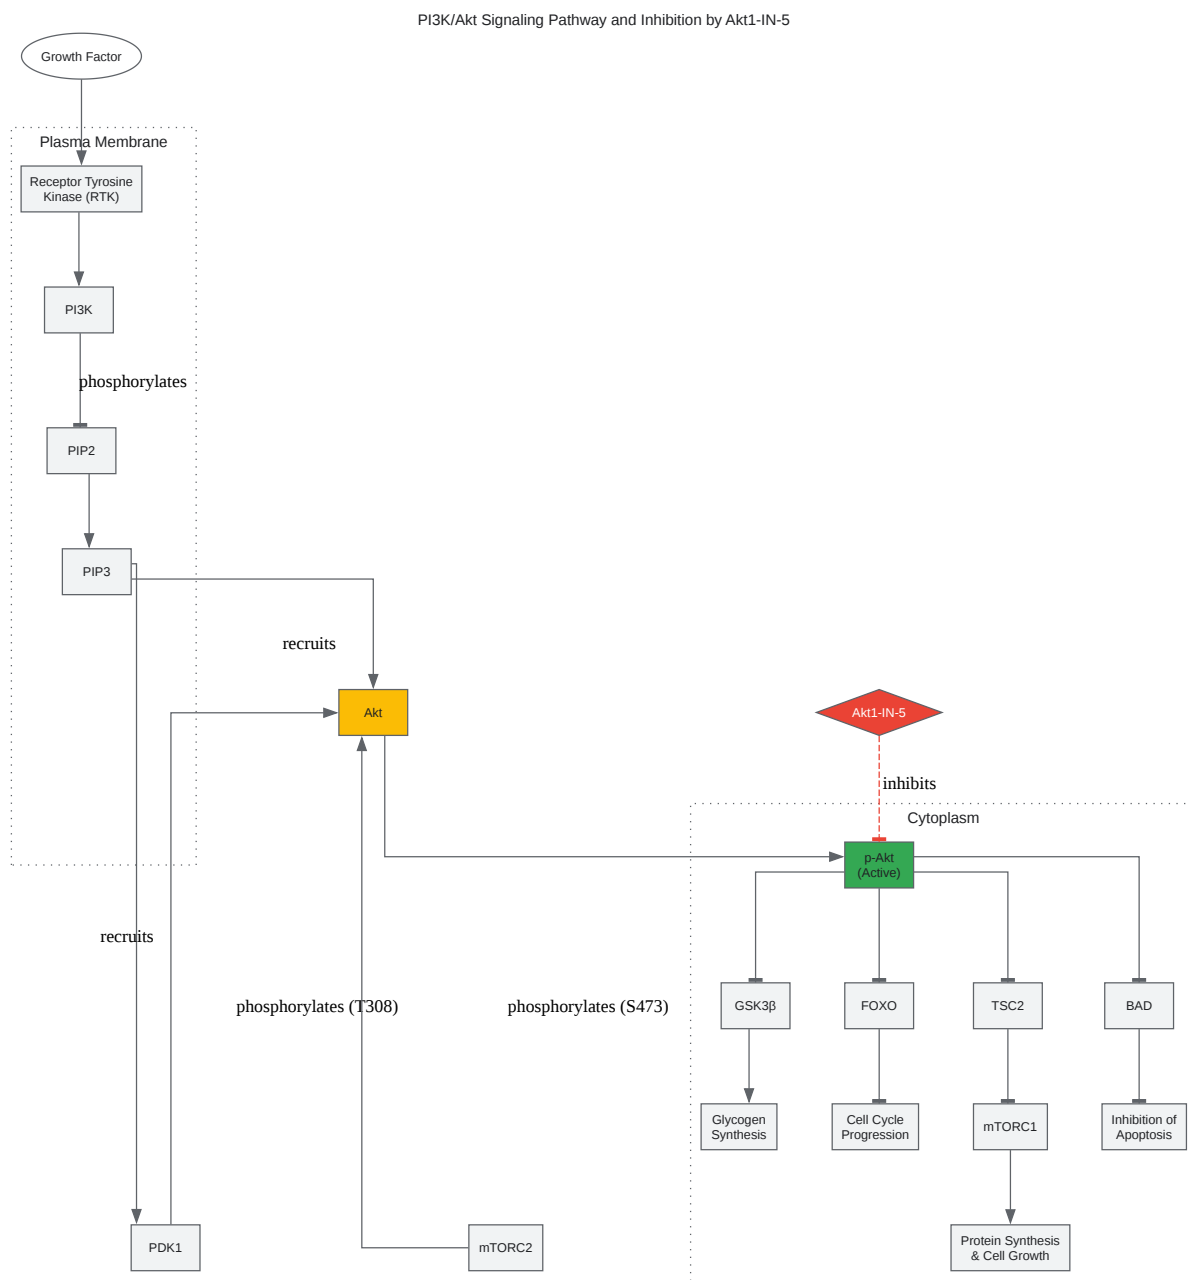 PI3K/Akt Signaling Pathway and Inhibition by Akt1-IN-5
Growth Factor
Plasma Membrane
Receptor Tyrosine
Kinase (RTK)
PI3K
phosphorylates
PIP2
PIP3
recruits
Akt
Akt1-IN-5
inhibits
Cytoplasm
p-Akt
(Active)
recruits
phosphorylates (T308)
phosphorylates (S473)
GSK3β
FOXO
TSC2
BAD
Glycogen
Synthesis
Cell Cycle
Progression
mTORC1
Inhibition of
Apoptosis
PDK1
mTORC2
Protein Synthesis
& Cell Growth